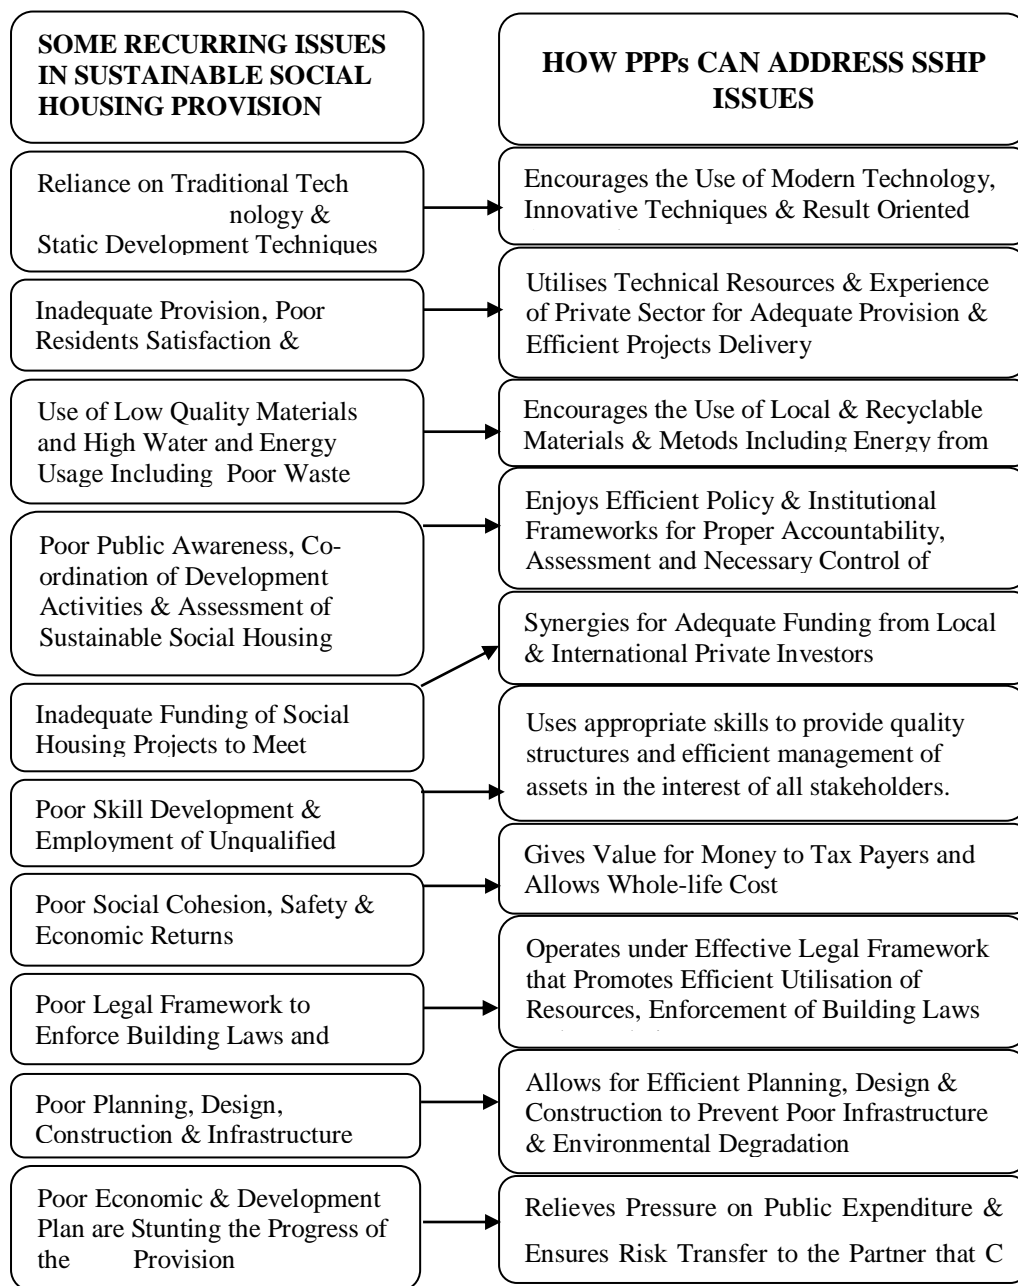 SOME RECURRING ISSUES
IN SUSTAINABLE SOCIAL
HOUSING PROVISION
HOW PPPs CAN ADDRESS SSHP
ISSUES
Reliance on Traditional Tech
nology &
Static Development Techniques
Encourages the Use of Modern Technology,
Innovative Techniques & Result Oriented
Inadequate Provision, Poor
Residents Satisfaction &
Utilises Technical Resources & Experience
of Private Sector for Adequate Provision &
Efficient Projects Delivery
Use of Low Quality Materials
and High Water and Energy
Usage Including Poor Waste
Encourages the Use of Local & Recyclable
Materials & Metods Including Energy from
Poor Public Awareness, Co-
ordination of Development
Activities & Assessment of
Sustainable Social Housing
Enjoys Efficient Policy & Institutional
Frameworks for Proper Accountability,
Assessment and Necessary Control of
Inadequate Funding of Social
Housing Projects to Meet
Synergies for Adequate Funding from Local
& International Private Investors
Poor Skill Development &
Employment of Unqualified
Uses appropriate skills to provide quality
structures and efficient management of
assets in the interest of all stakeholders.
Poor Social Cohesion, Safety &
Economic Returns
Gives Value for Money to Tax Payers and
Allows Whole-life Cost
Poor Legal Framework to
Enforce Building Laws and
Operates under Effective Legal Framework
that Promotes Efficient Utilisation of
Resources, Enforcement of Building Laws
Poor Planning, Design,
Construction & Infrastructure
Allows for Efficient Planning, Design &
Construction to Prevent Poor Infrastructure
& Environmental Degradation
Poor Economic & Development
Plan are Stunting the Progress of
the Provision
Relieves Pressure on Public Expenditure &
Ensures Risk Transfer to the Partner that C